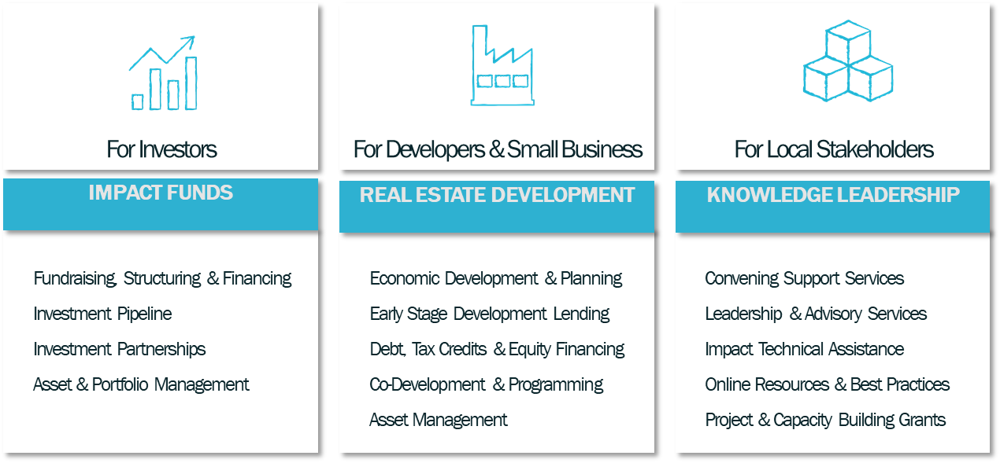 For Investors
IMPACT FUNDS
Fundraising, Structuring & Financing
Investment Pipeline
Investment Partnerships
Asset & Portfolio Management
For Developers & Small Business
REAL ESTATE DEVELOPMENT
Economic Development & Planning
Early Stage Development Lending
Debt, Tax Credits & Equity Financing
Co-Development & Programming
Asset Management
For Local Stakeholders
KNOWLEDGE LEADERSHIP
Convening Support Services
Leadership & Advisory Services
Impact Technical Assistance
Online Resources & Best Practices
Project & Capacity Building Grants